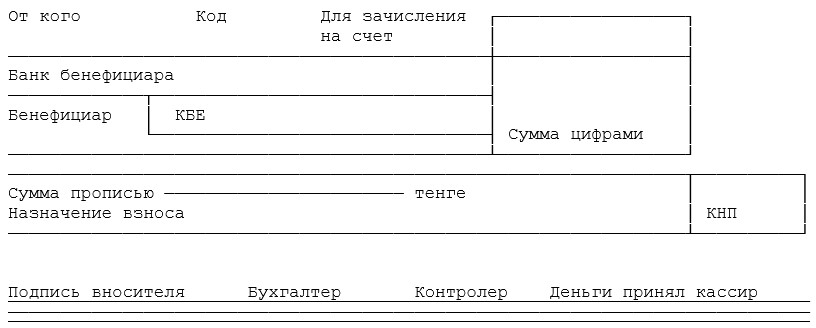 От кого Код Для зачисления
на счет
Банк бенефициара
Бенефициар КБЕ
Сумма цифрами
Сумма прописью тенге
Назначение взноса КНП
Подпись вносителя Бухгалтер Контролер Деньги принял кассир